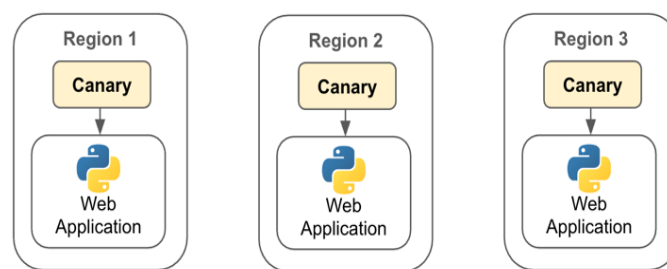 Region 1
Canary
Web
Application
Region 2
Canary
Web
Application
Region 3
Canary
Web
Application